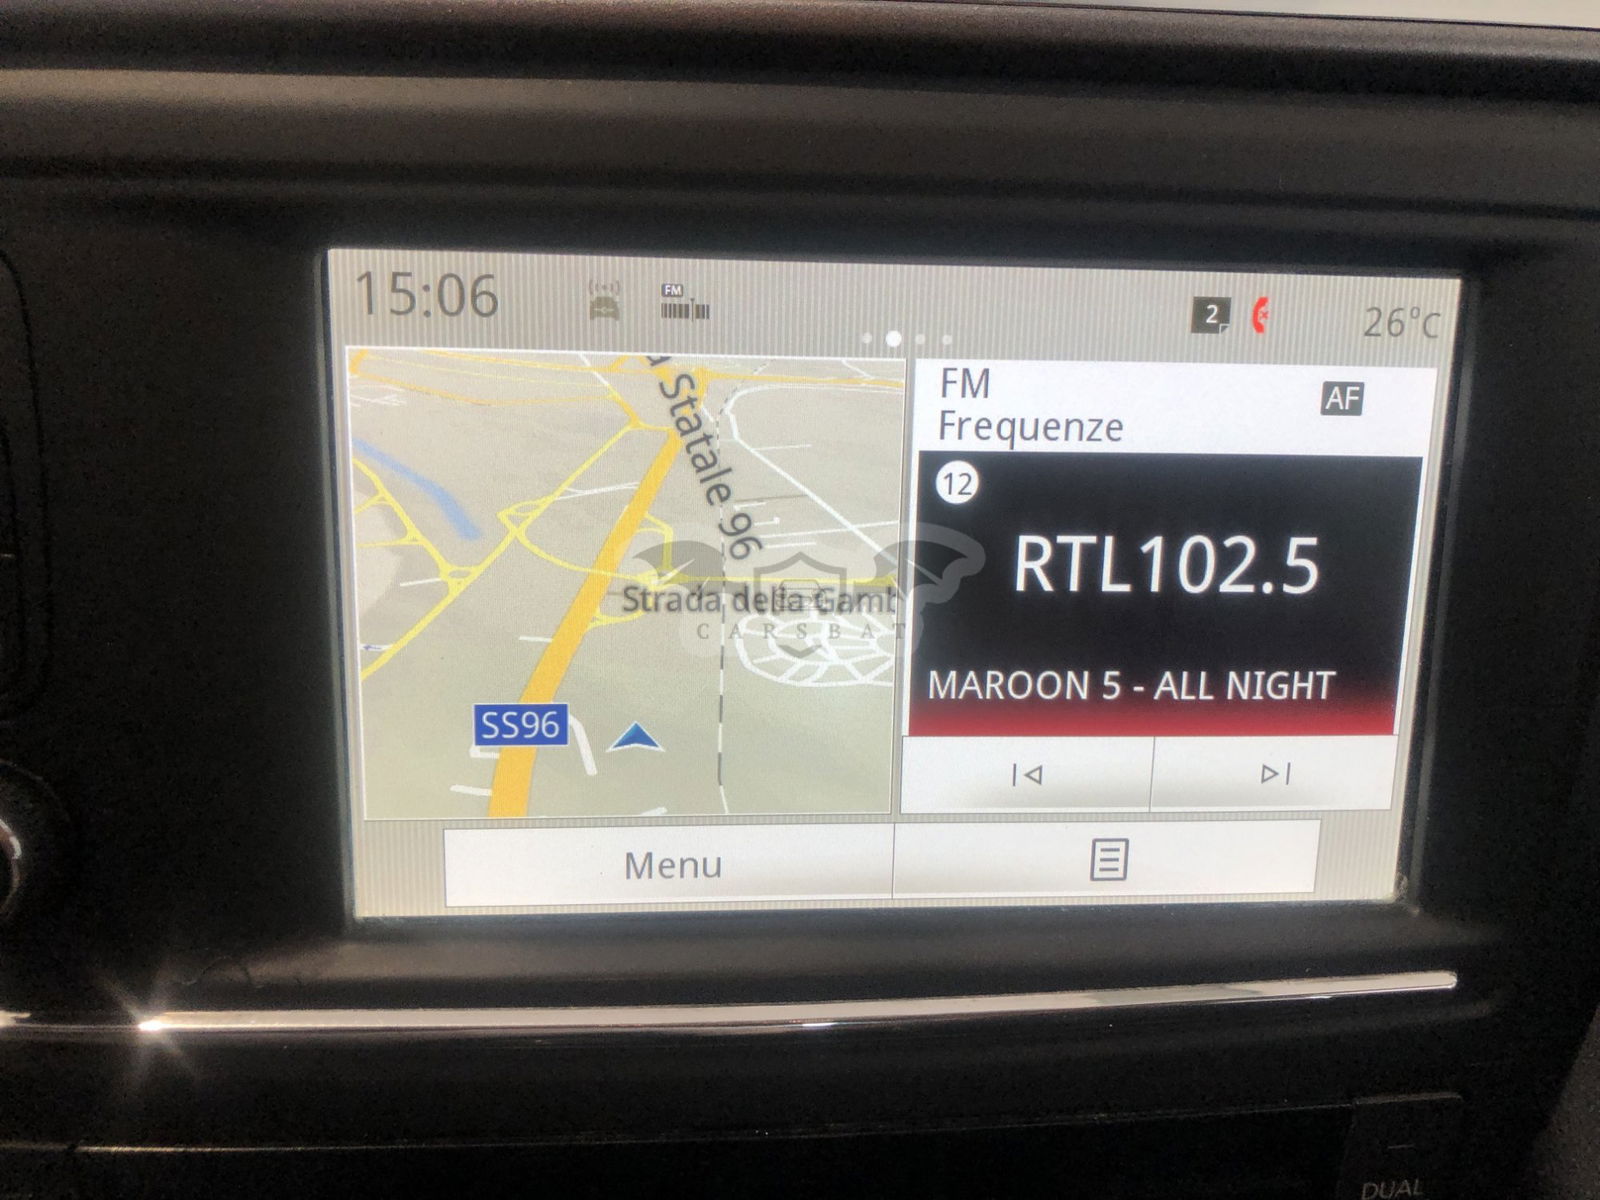 15:06
FM
2
26°C
FM
AF
Frequenze
12
RTL102.5
MAROON 5 - ALL NIGHT
Statale 96
Strada della Gamb
CARSBAT
SS96
Menu
DUAL